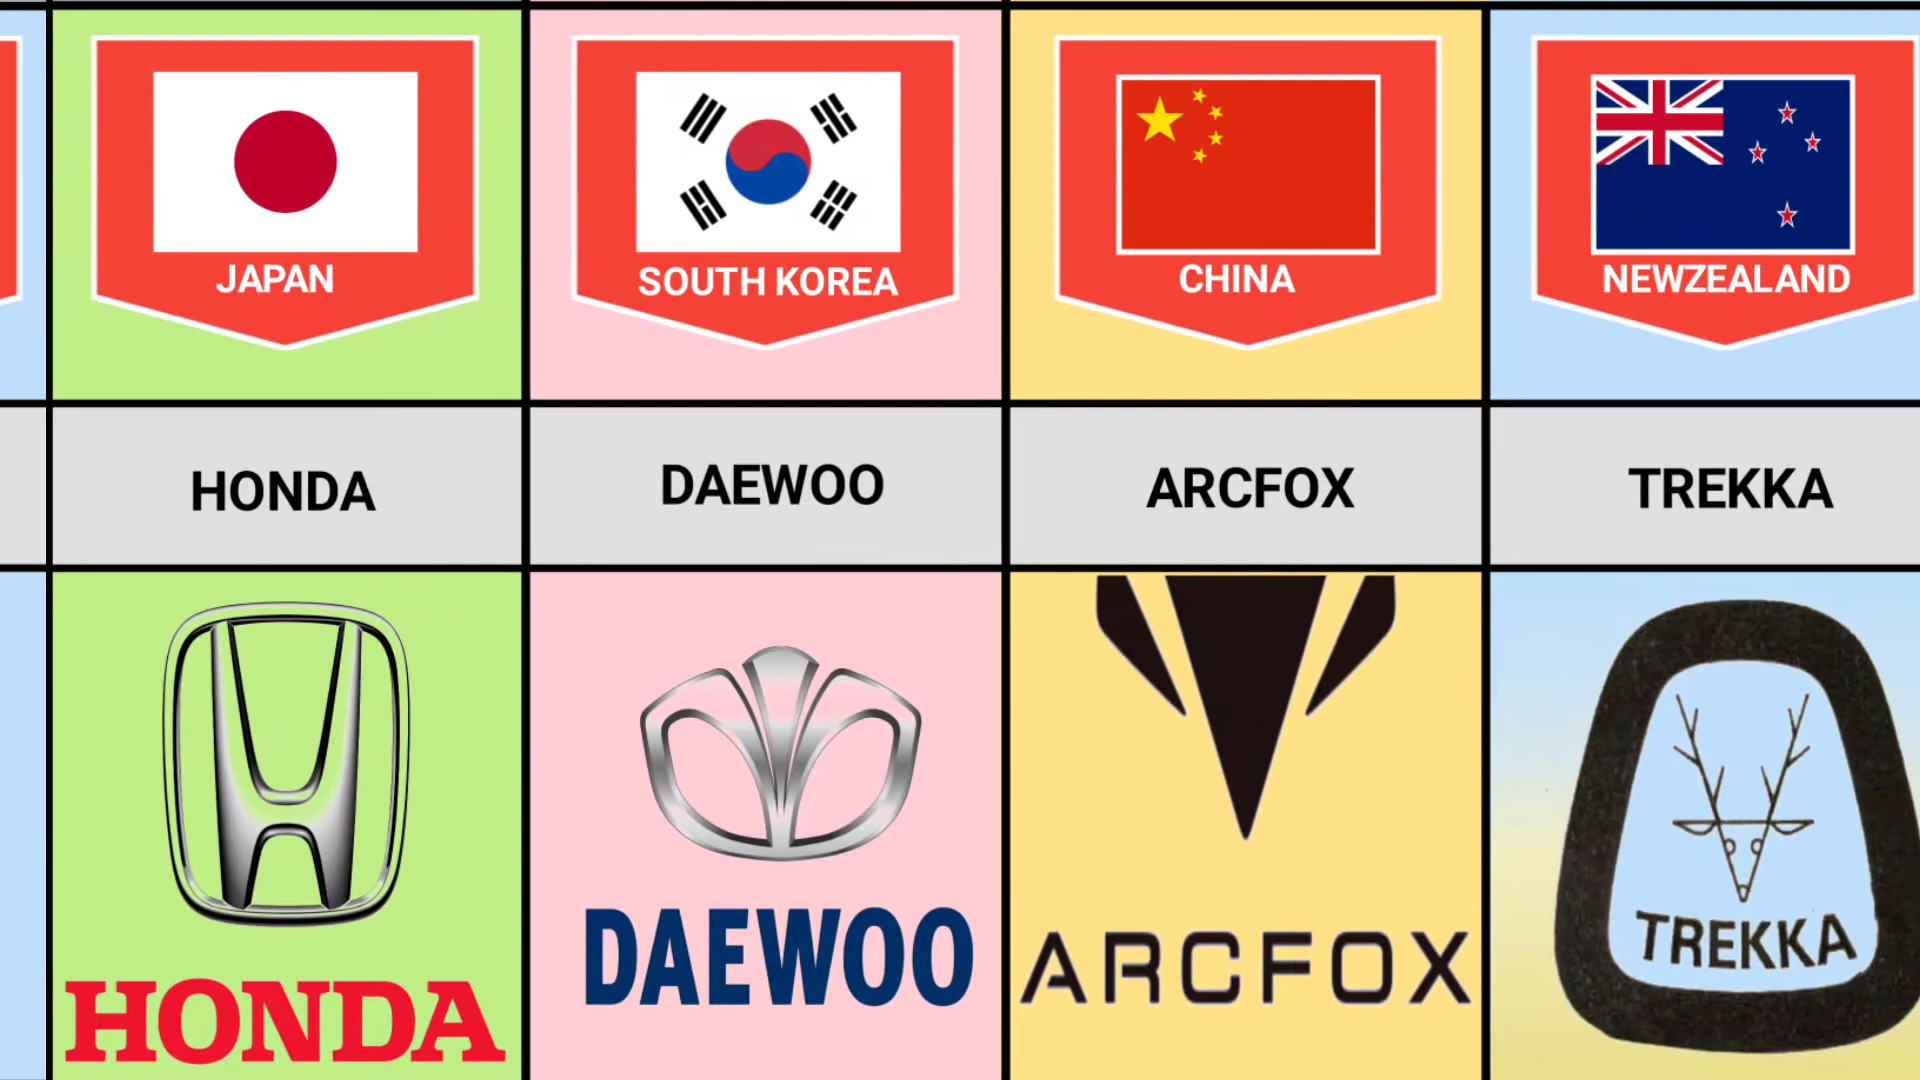 JAPAN
SOUTH KOREA
CHINA
NEWZEALAND
HONDA
DAEWOO
ARCFOX
TREKKA
HONDA
DAEWOO
ARCFOX
TREKKA